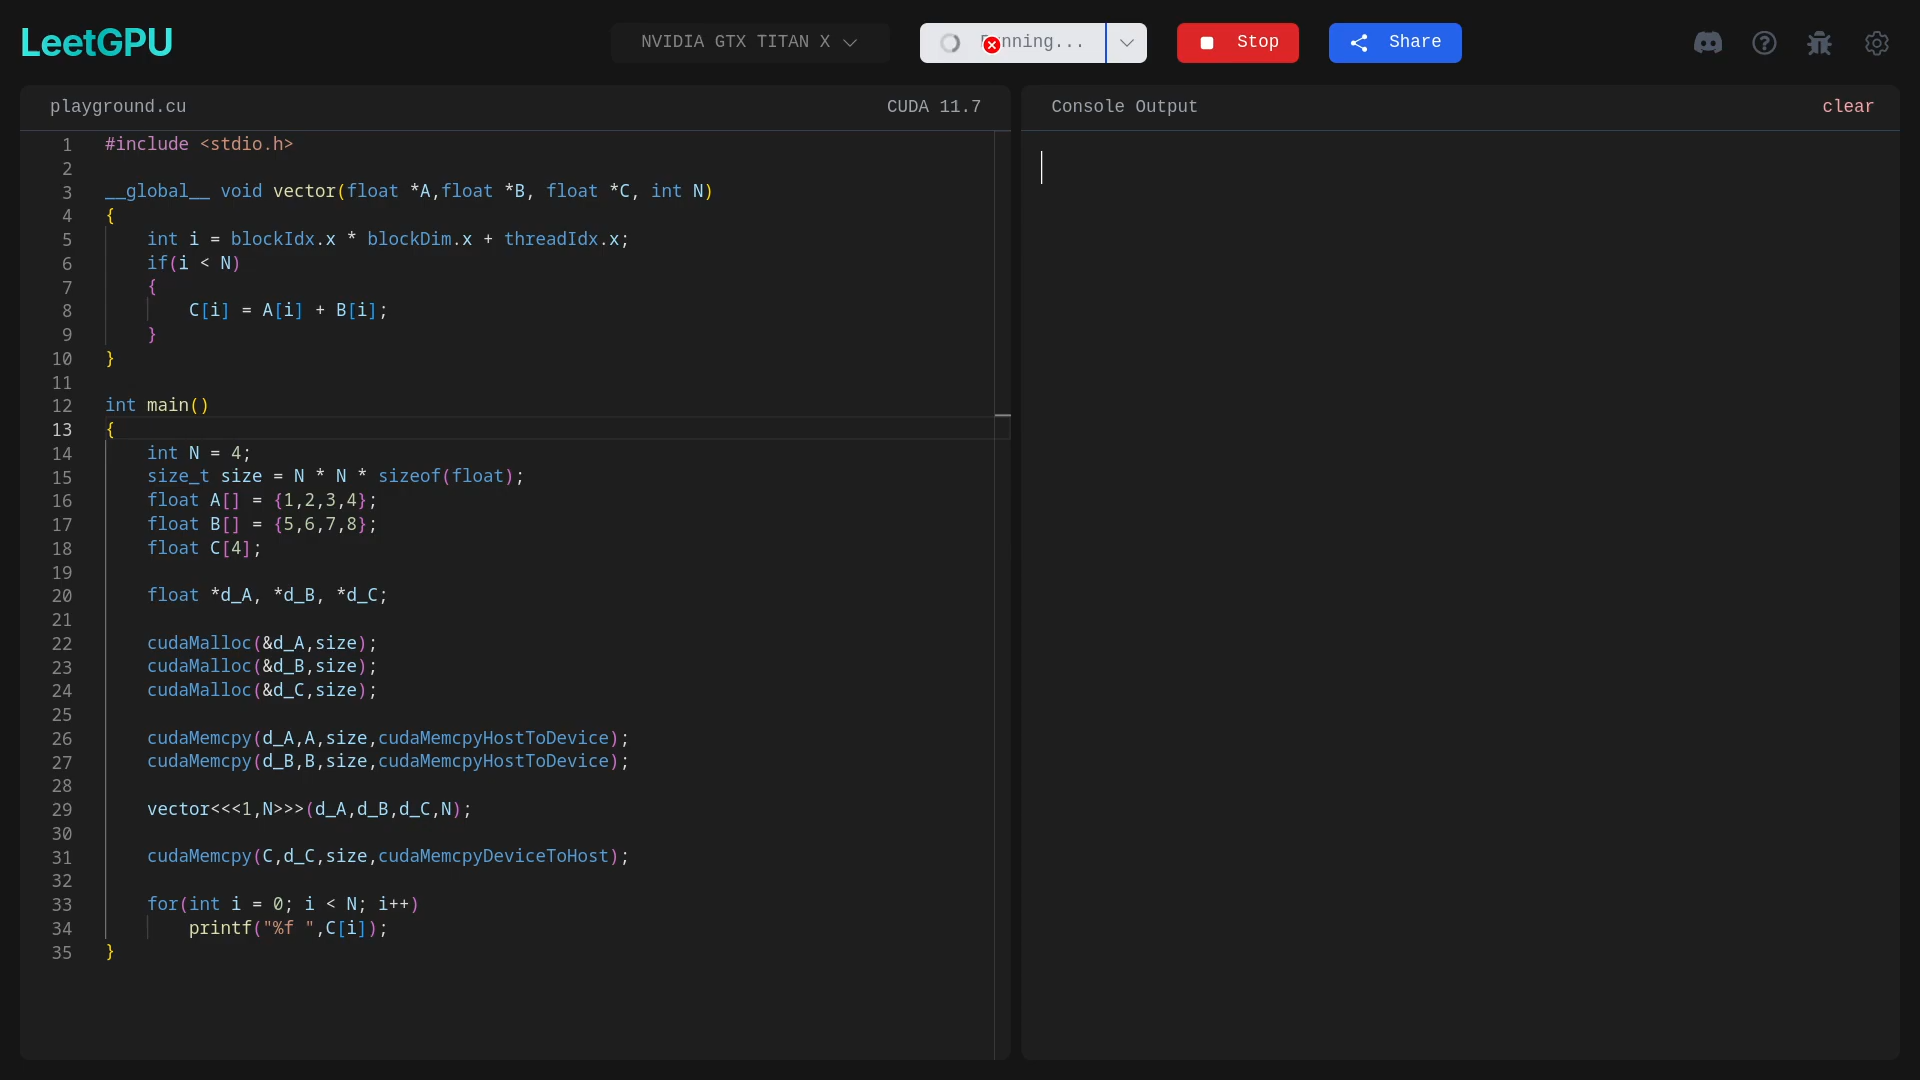 LeetGPU
NVIDIA GTX TITAN X
nning...
Stop
Share
playground.cu
CUDA 11.7
1 #include <stdio.h>
2
3 __global__ void vector(float *A,float *B, float *C, int N)
4 {
5     int i = blockIdx.x * blockDim.x + threadIdx.x;
6     if(i < N)
7     {
8         C[i] = A[i] + B[i];
9     }
10 }
11
12 int main()
13 {
14     int N = 4;
15     size_t size = N * N * sizeof(float);
16     float A[] = {1,2,3,4};
17     float B[] = {5,6,7,8};
18     float C[4];
19
20     float *d_A, *d_B, *d_C;
21
22     cudaMalloc(&d_A,size);
23     cudaMalloc(&d_B,size);
24     cudaMalloc(&d_C,size);
25
26     cudaMemcpy(d_A,A,size,cudaMemcpyHostToDevice);
27     cudaMemcpy(d_B,B,size,cudaMemcpyHostToDevice);
28
29     vector<<<1,N>>>(d_A,d_B,d_C,N);
30
31     cudaMemcpy(C,d_C,size,cudaMemcpyDeviceToHost);
32
33     for(int i = 0; i < N; i++)
34         printf("%f ",C[i]);
35 }
Console Output
clear